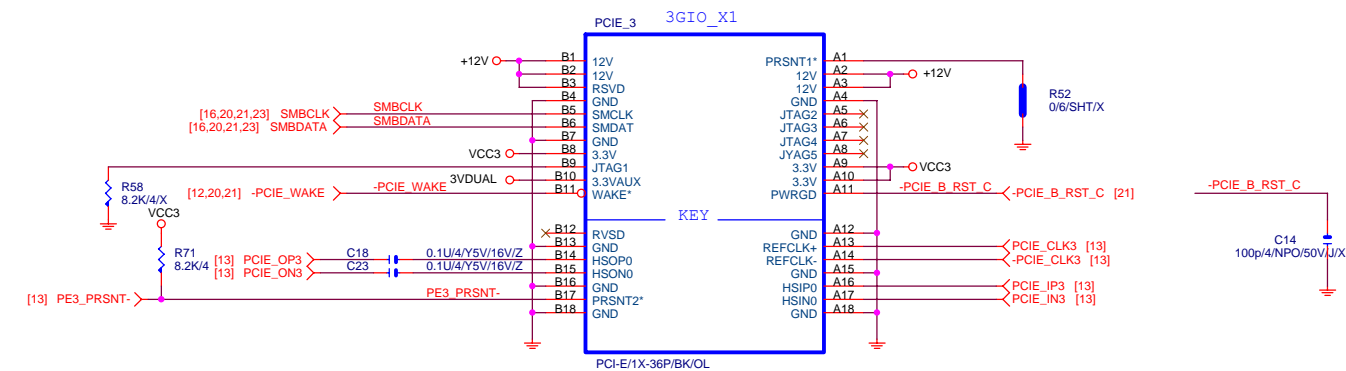 3GIO_X1
PCIE_3
+12V B1 12V PRSNT1* A1
B2 12V 12V A2 +12V
B3 RSVD 12V A3
B4 GND GND A4
[16,20,21,23] SMBCLK SMBCLK B5 SMCLK JTAG2 A5
[16,20,21,23] SMBDATA SMBDATA B6 SMDAT JTAG3 A6
B7 GND JTAG4 A7
VCC3 B8 3.3V JYAG5 A8
B9 JTAG1 3.3V A9 VCC3
3VDUAL B10 3.3VAUX 3.3V A10
[12,20,21] -PCIE_WAKE -PCIE_WAKE B11 WAKE* PWRGD A11 -PCIE_B_RST_C -PCIE_B_RST_C [21]
KEY
B12 RVSD GND A12
B13 GND REFCLK+ A13 PCIE_CLK3 [13]
[13] PCIE_OP3 C18 0.1U/4/Y5V/16V/Z B14 HSOP0 REFCLK- A14 -PCIE_CLK3 [13]
[13] PCIE_ON3 C23 0.1U/4/Y5V/16V/Z B15 HSON0 GND A15
B16 GND HSIP0 A16 PCIE_IP3 [13]
[13] PE3_PRSNT- PE3_PRSNT- B17 PRSNT2* HSIN0 A17 PCIE_IN3 [13]
B18 GND GND A18
PCI-E/1X-36P/BK/OL
R58
8.2K/4/X
VCC3
R71
8.2K/4
R52
0/6/SHT/X
-PCIE_B_RST_C
C14
100p/4/NPO/50V/J/X